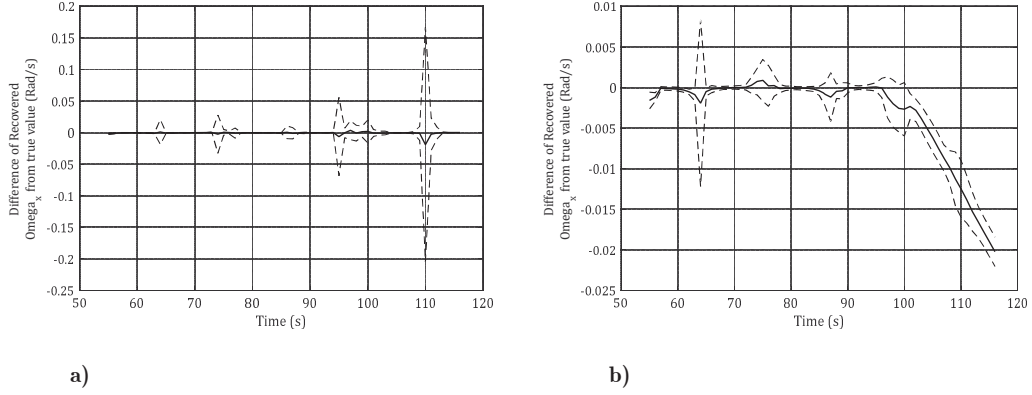 0.2
0.15
0.1
0.05
0
-0.05
-0.1
-0.15
-0.2
-0.25
50 60 70 80 90 100 110 120
Time (s)
Difference of Recovered
Omega_x from true value (Rad/s)
a)
0.01
0.005
0
-0.005
-0.01
-0.015
-0.02
-0.025
50 60 70 80 90 100 110 120
Time (s)
Difference of Recovered
Omega_x from true value (Rad/s)
b)